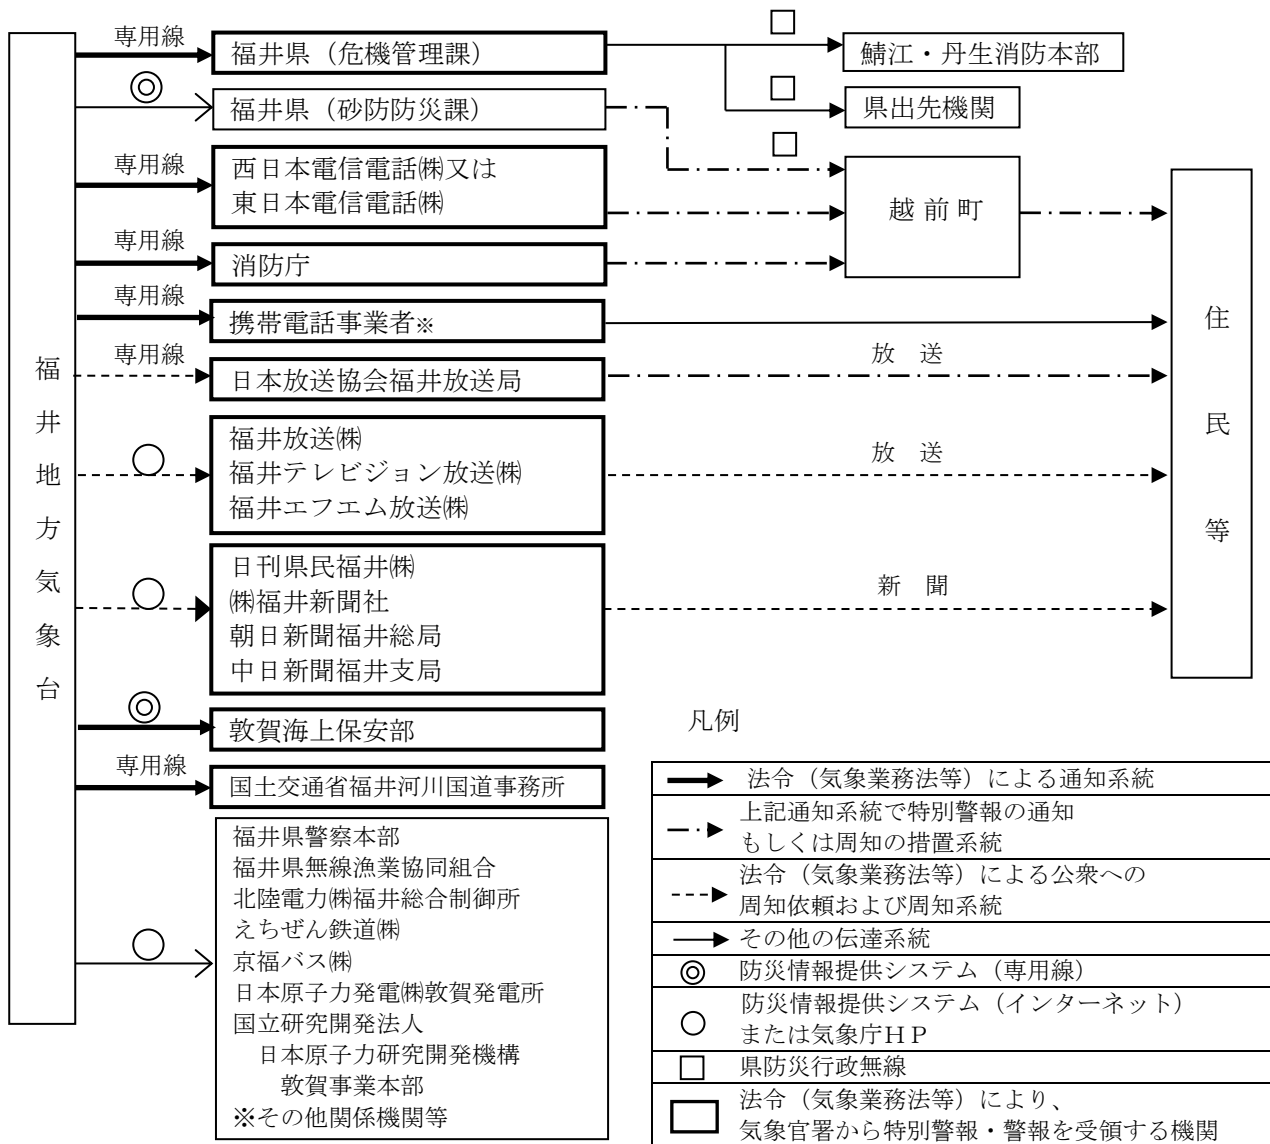 福井地方気象台
専用線
福井県（危機管理課）
鯖江・丹生消防本部
県出先機関
福井県（砂防防災課）
専用線
西日本電信電話㈱又は
東日本電信電話㈱
越前町
専用線
消防庁
専用線
携帯電話事業者※
専用線
日本放送協会福井放送局
放　送
福井放送㈱
福井テレビジョン放送㈱
福井エフエム放送㈱
放　送
日刊県民福井㈱
㈱福井新聞社
朝日新聞福井総局
中日新聞福井支局
新　聞
住民等
敦賀海上保安部
専用線
国土交通省福井河川国道事務所
福井県警察本部
福井県無線漁業協同組合
北陸電力㈱福井総合制御所
えちぜん鉄道㈱
京福バス㈱
日本原子力発電㈱敦賀発電所
国立研究開発法人
日本原子力研究開発機構
敦賀事業本部
※その他関係機関等
凡例
法令（気象業務法等）による通知系統
上記通知系統で特別警報の通知
もしくは周知の措置系統
法令（気象業務法等）による公衆への
周知依頼および周知系統
その他の伝達系統
防災情報提供システム（専用線）
防災情報提供システム（インターネット）
または気象庁ＨＰ
県防災行政無線
法令（気象業務法等）により、
気象官署から特別警報・警報を受領する機関